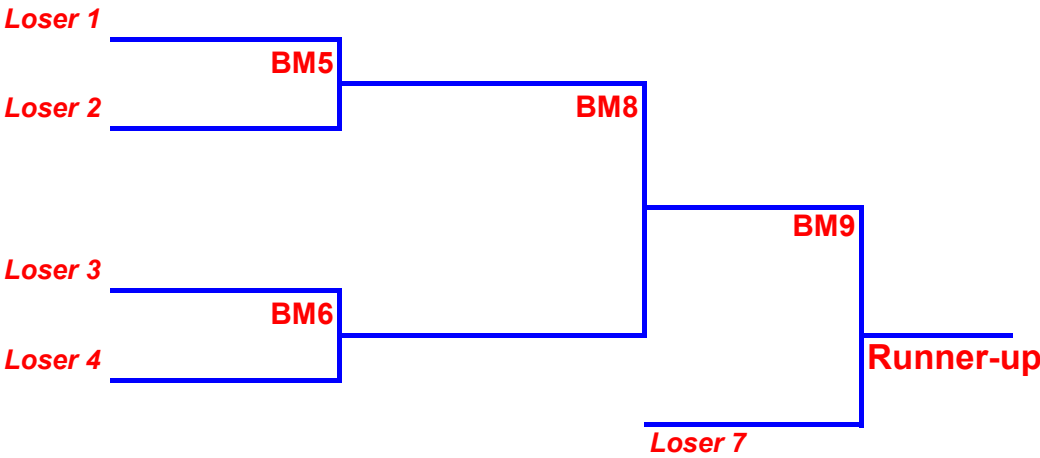 Loser 1
BM5
Loser 2
BM8
BM9
Loser 3
BM6
Loser 4
Runner-up
Loser 7